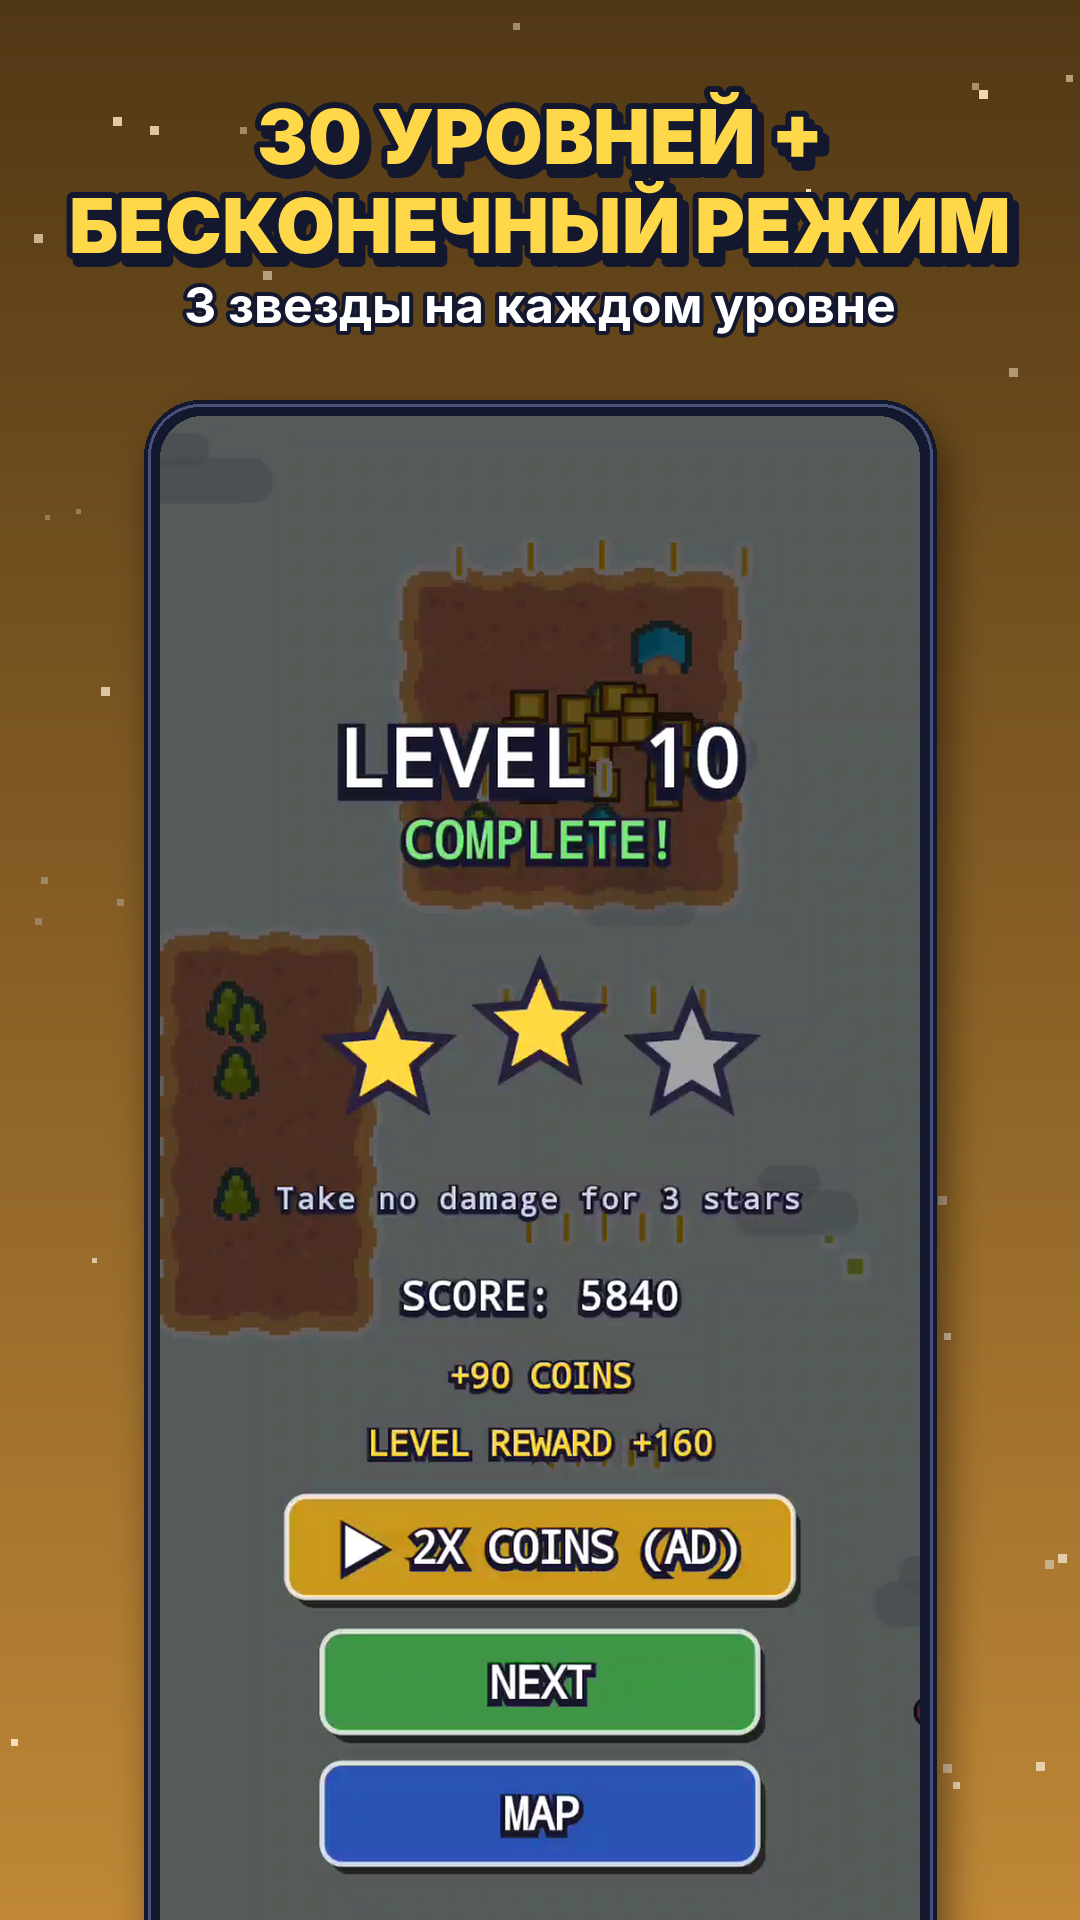 30 УРОВНЕЙ +
БЕСКОНЕЧНЫЙ РЕЖИМ
3 звезды на каждом уровне
LEVEL 10
COMPLETE!
Take no damage for 3 stars
SCORE: 5840
+90 COINS
LEVEL REWARD +160
2X COINS (AD)
NEXT
MAP